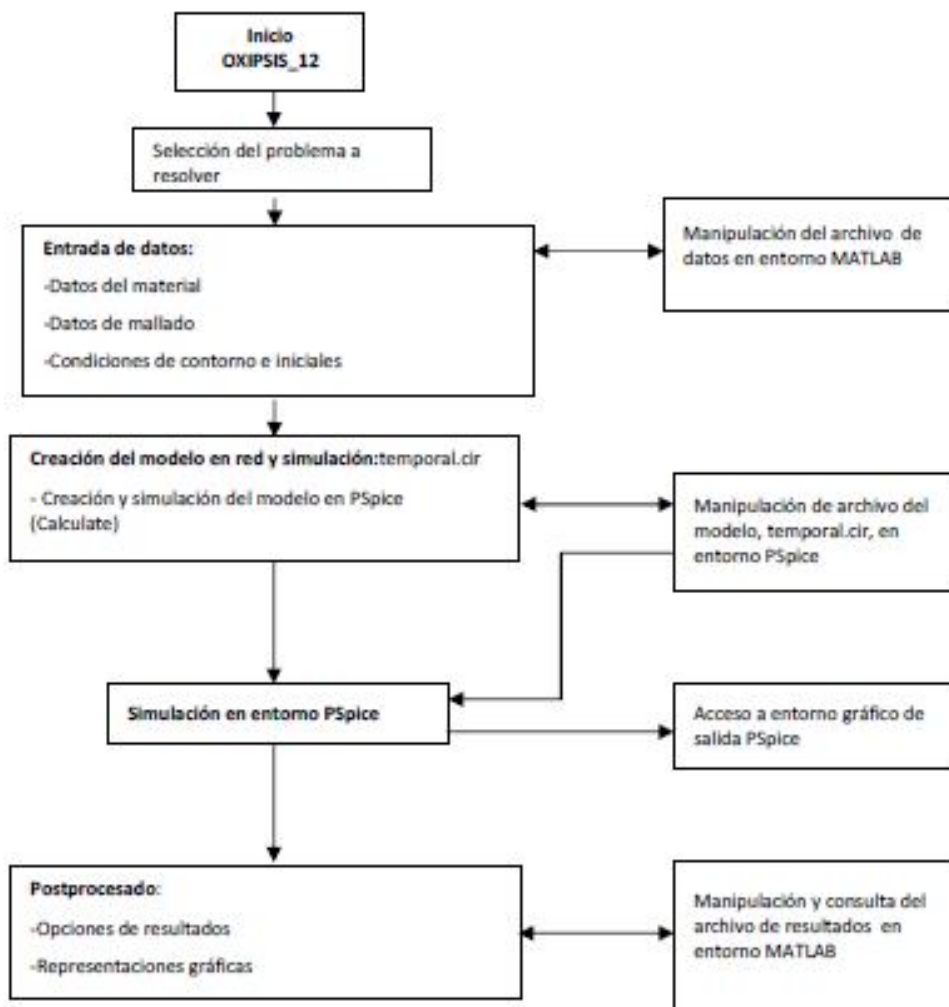 Inicio
OXIPSIS_12
Selección del problema a
resolver
Entrada de datos:
-Datos del material
-Datos de mallado
-Condiciones de contorno e iniciales
Manipulación del archivo de
datos en entorno MATLAB
Creación del modelo en red y simulación:temporal.cir
- Creación y simulación del modelo en PSpice
(Calculate)
Manipulación de archivo del
modelo, temporal.cir, en
entorno PSpice
Simulación en entorno PSpice
Acceso a entorno gráfico de
salida PSpice
Postprocesado:
-Opciones de resultados
-Representaciones gráficas
Manipulación y consulta del
archivo de resultados en
entorno MATLAB